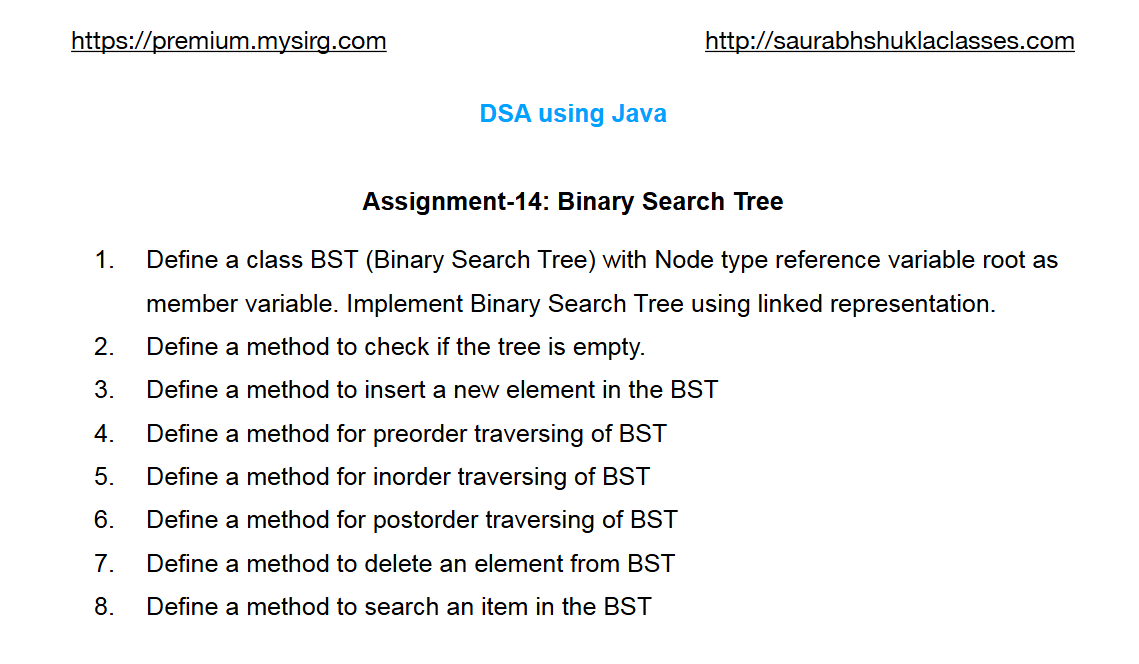 https://premium.mysirg.com
http://saurabhshuklaclasses.com
DSA using Java
Assignment-14: Binary Search Tree
1. Define a class BST (Binary Search Tree) with Node type reference variable root as
member variable. Implement Binary Search Tree using linked representation.
2. Define a method to check if the tree is empty.
3. Define a method to insert a new element in the BST
4. Define a method for preorder traversing of BST
5. Define a method for inorder traversing of BST
6. Define a method for postorder traversing of BST
7. Define a method to delete an element from BST
8. Define a method to search an item in the BST